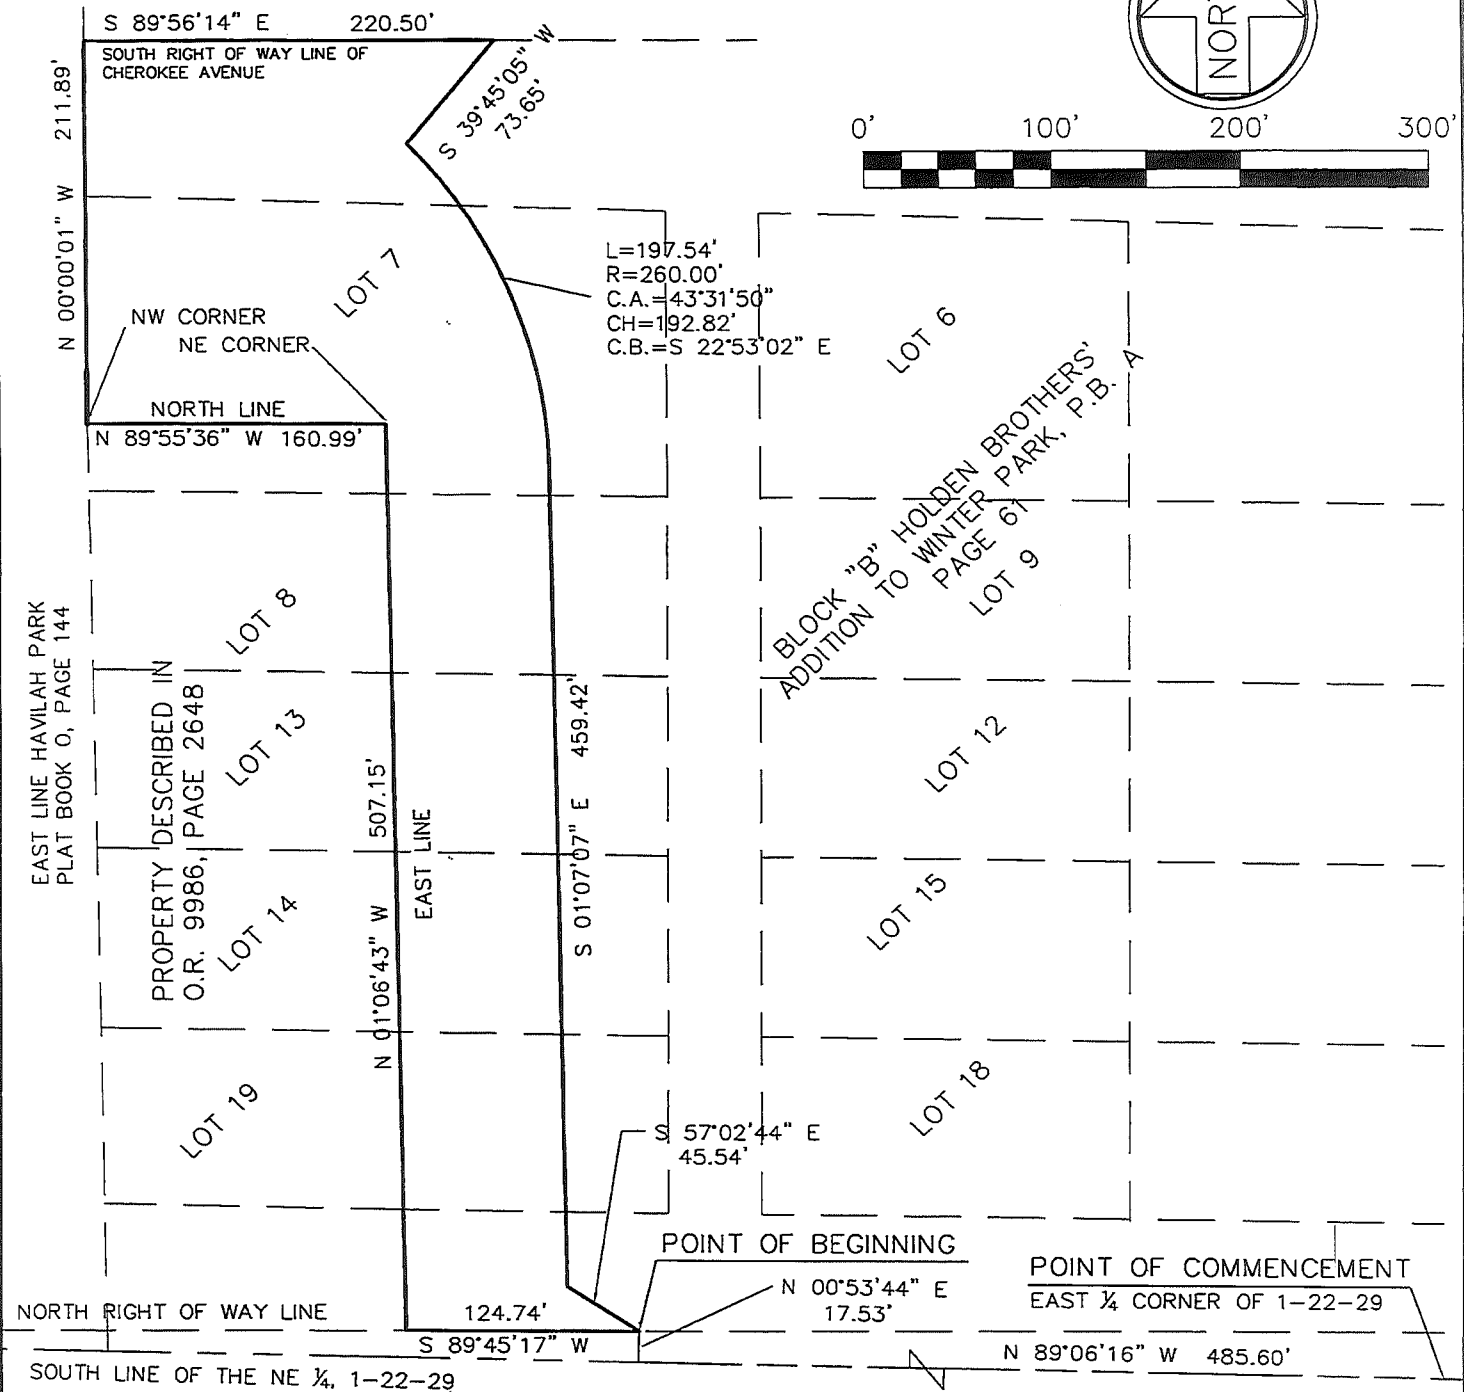 S 89°56'14" E 220.50'
SOUTH RIGHT OF WAY LINE OF
CHEROKEE AVENUE
S 39°45'05" W
73.65'
N 00°00'01" W 211.89'
0' 100' 200' 300'
LOT 7
L=197.54'
R=260.00'
C.A.=43°31'50"
CH=192.82'
C.B.=S 22°53'02" E
NW CORNER
NE CORNER
NORTH LINE
N 89°55'36" W 160.99'
LOT 6
BLOCK "B" HOLDEN BROTHERS'
ADDITION TO WINTER PARK, P.B. A
PAGE 61
LOT 9
LOT 8
EAST LINE HAVILAH PARK
PLAT BOOK O, PAGE 144
PROPERTY DESCRIBED IN
O.R. 9986, PAGE 2648
LOT 13
N 01°06'43" W 507.15'
EAST LINE
S 01°07'07" E 459.42'
LOT 12
LOT 14
LOT 15
LOT 19
LOT 18
S 57°02'44" E
45.54'
POINT OF BEGINNING
N 00°53'44" E
17.53'
POINT OF COMMENCEMENT
EAST ¼ CORNER OF 1-22-29
NORTH RIGHT OF WAY LINE
124.74'
S 89°45'17" W
N 89°06'16" W 485.60'
SOUTH LINE OF THE NE ¼, 1-22-29